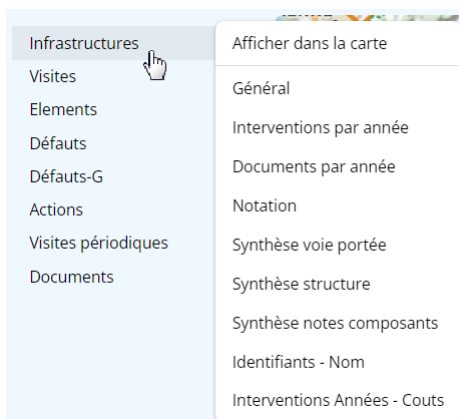 Infrastructures
Visites
Elements
Défauts
Défauts-G
Actions
Visites périodiques
Documents
Afficher dans la carte
Général
Interventions par année
Documents par année
Notation
Synthèse voie portée
Synthèse structure
Synthèse notes composants
Identifiants - Nom
Interventions Années - Couts